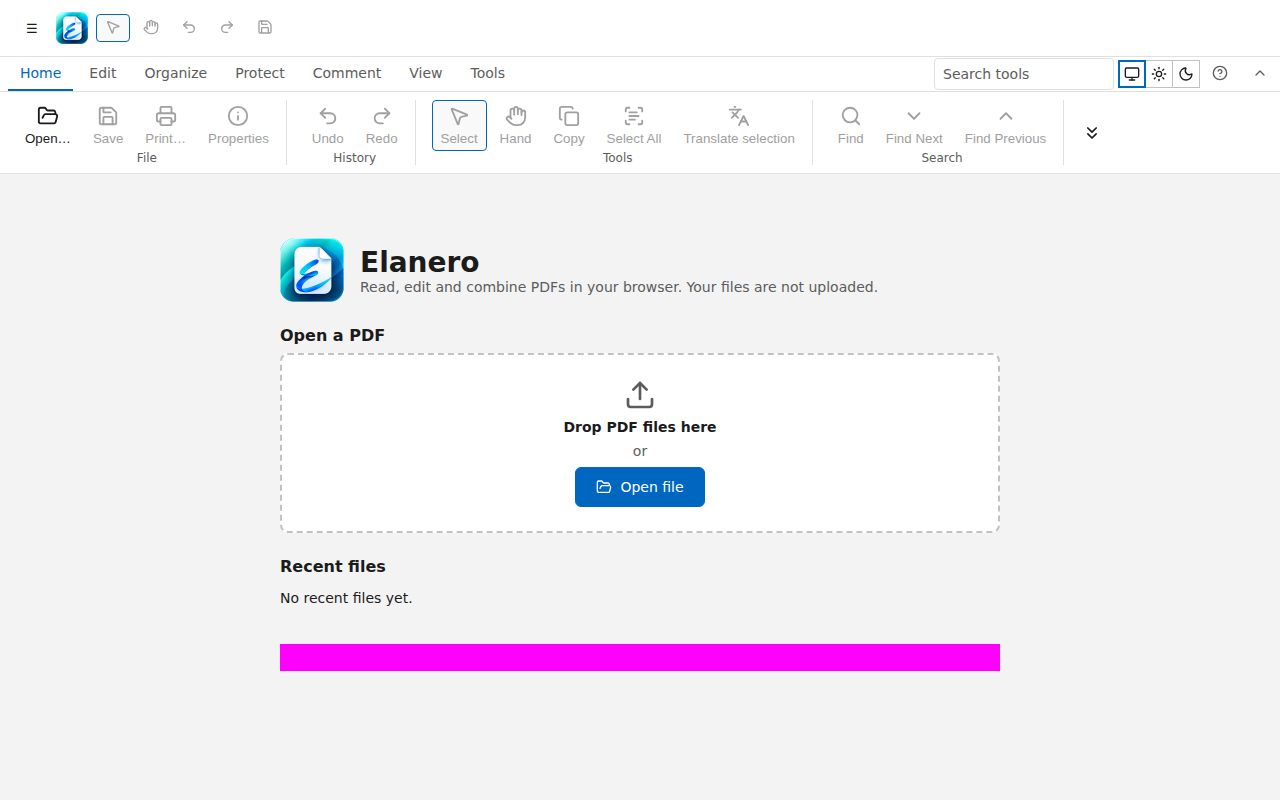 Home Edit Organize Protect Comment View Tools Search tools
Open... Save Print... Properties Undo Redo Select Hand Copy Select All Translate selection Find Find Next Find Previous
File History Tools Search
Elanero
Read, edit and combine PDFs in your browser. Your files are not uploaded.
Open a PDF
Drop PDF files here
or
Open file
Recent files
No recent files yet.